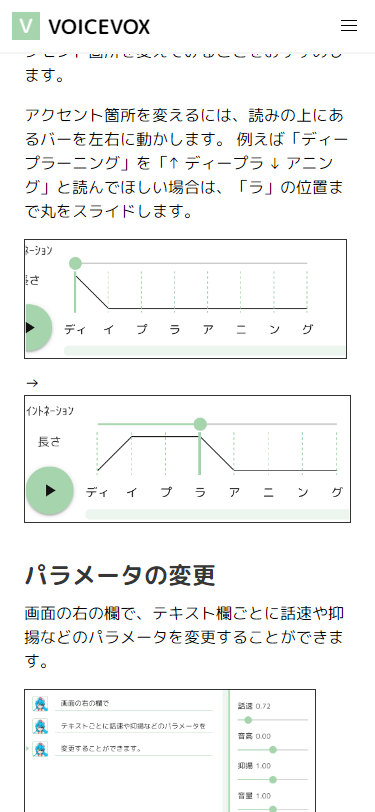 VOICEVOX
ます。
アクセント箇所を変えるには、読みの上にあ
るバーを左右に動かします。 例えば「ディー
プラーニング」を「↑ ディープラ ↓ アニン
グ」と読んでほしい場合は、「ラ」の位置ま
で丸をスライドします。
ネーション
長さ
ディ イ プ ラ ア ニ ン グ
→
イントネーション
長さ
ディ イ プ ラ ア ニ ン グ
パラメータの変更
画面の右の欄で、テキスト欄ごとに話速や抑
揚などのパラメータを変更することができま
す。
画面の右の欄で
テキストごとに話速や抑揚などのパラメータを
変更することができます。
話速 0.72
音高 0.00
抑揚 1.00
音量 1.00